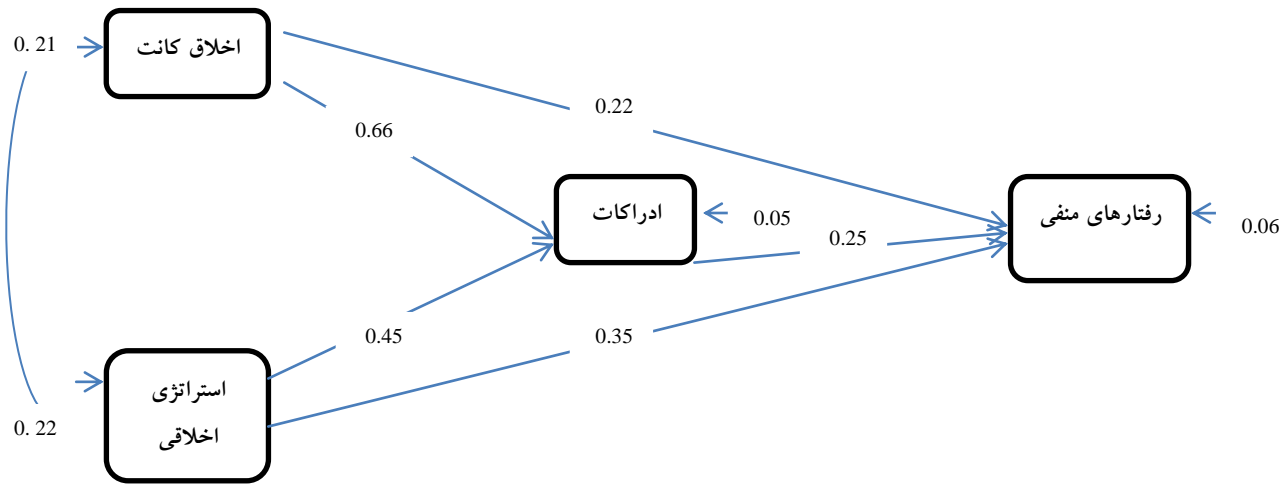 0. 21
اخلاق کانت
0.22
0.66
ادراکات
0.05
0.25
رفتارهای منفی
0.06
0.45
0.35
استراتژی
اخلاقی
0. 22